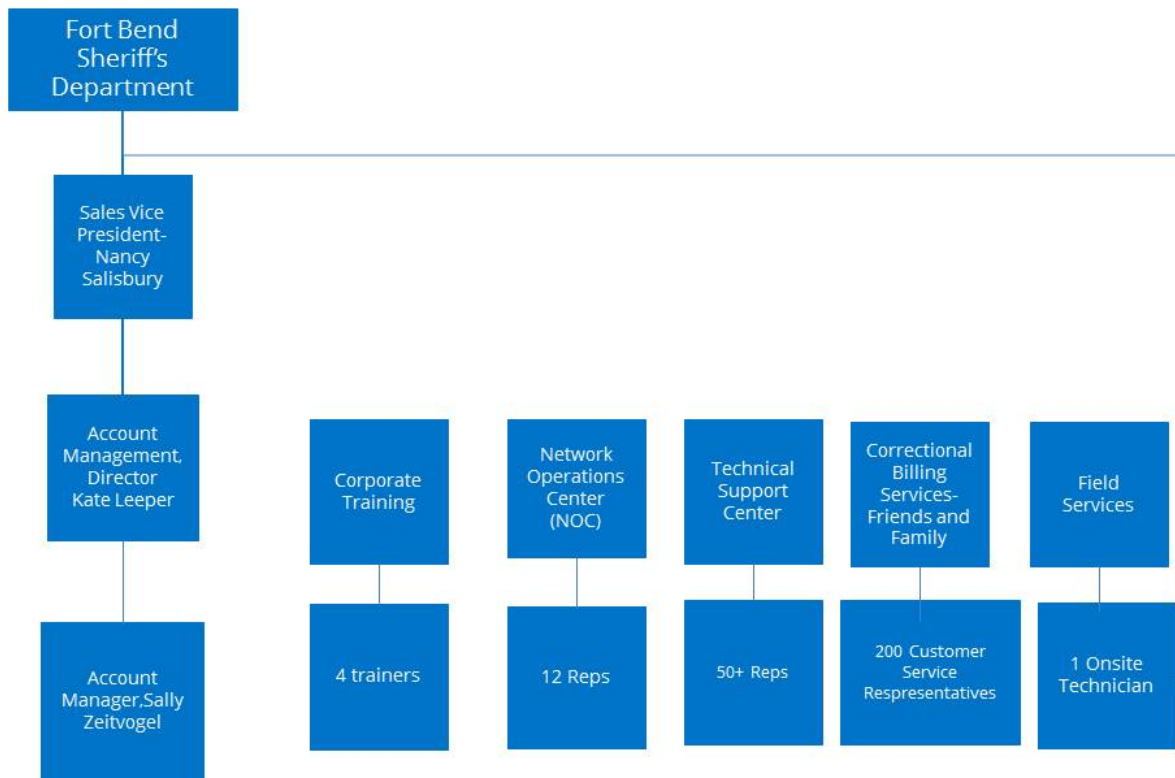 Fort Bend
Sheriff's
Department
Sales Vice
President-
Nancy
Salisbury
Account
Management,
Director
Kate Leeper
Account
Manager,Sally
Zeitvogel
Corporate
Training
4 trainers
Network
Operations
Center
(NOC)
12 Reps
Technical
Support
Center
50+ Reps
Correctional
Billing
Services-
Friends and
Family
200 Customer
Service
Respresentatives
Field
Services
1 Onsite
Technician